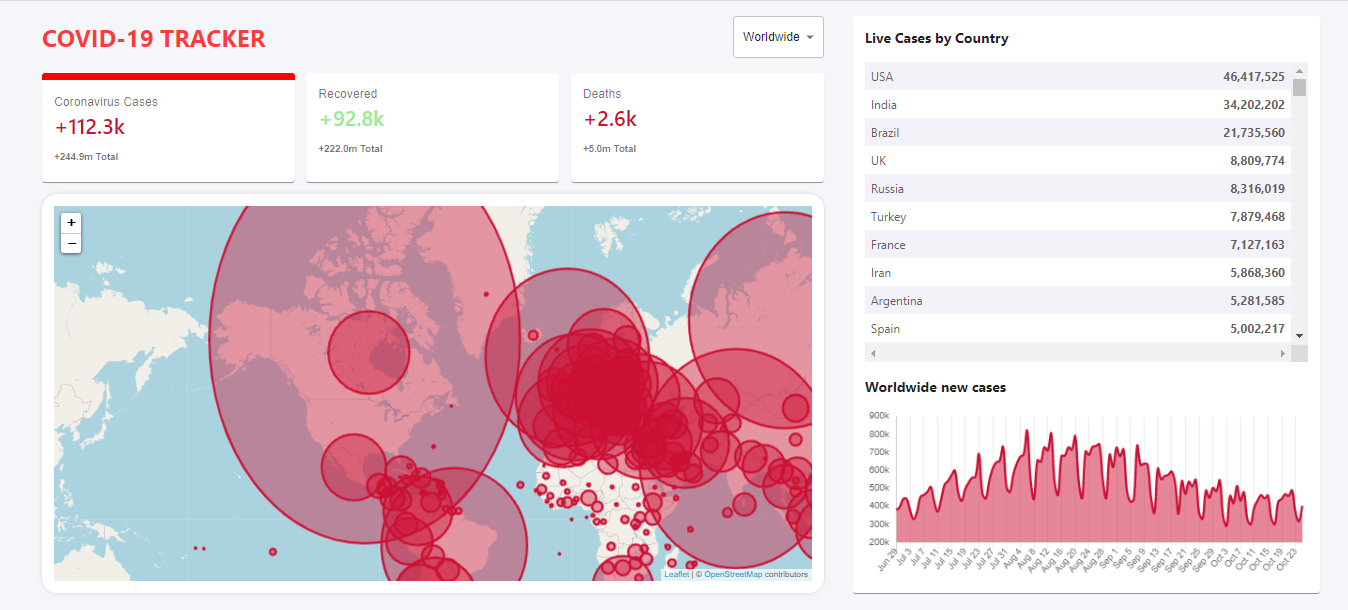 COVID-19 TRACKER
Worldwide
Coronavirus Cases
+112.3k
+244.9m Total
Recovered
+92.8k
+222.0m Total
Deaths
+2.6k
+5.0m Total
+
−
Leaflet | © OpenStreetMap contributors
Live Cases by Country
USA 46,417,525
India 34,202,202
Brazil 21,735,560
UK 8,809,774
Russia 8,316,019
Turkey 7,879,468
France 7,127,163
Iran 5,868,360
Argentina 5,281,585
Spain 5,002,217
Worldwide new cases
900k
800k
700k
600k
500k
400k
300k
200k
Jun 29 Jul 3 Jul 7 Jul 11 Jul 15 Jul 19 Jul 23 Jul 27 Jul 31 Aug 4 Aug 8 Aug 12 Aug 16 Aug 20 Aug 24 Aug 28 Sep 1 Sep 5 Sep 9 Sep 13 Sep 17 Sep 21 Sep 25 Sep 29 Oct 3 Oct 7 Oct 11 Oct 15 Oct 19 Oct 23